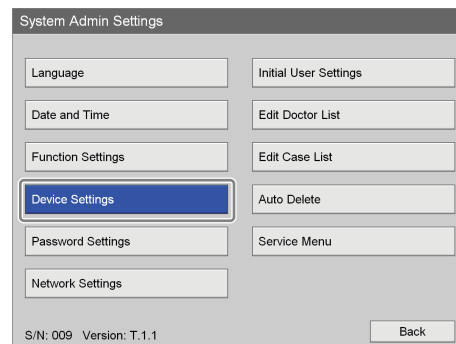 System Admin Settings
Language
Initial User Settings
Date and Time
Edit Doctor List
Function Settings
Edit Case List
Device Settings
Auto Delete
Password Settings
Service Menu
Network Settings
S/N: 009 Version: T.1.1
Back